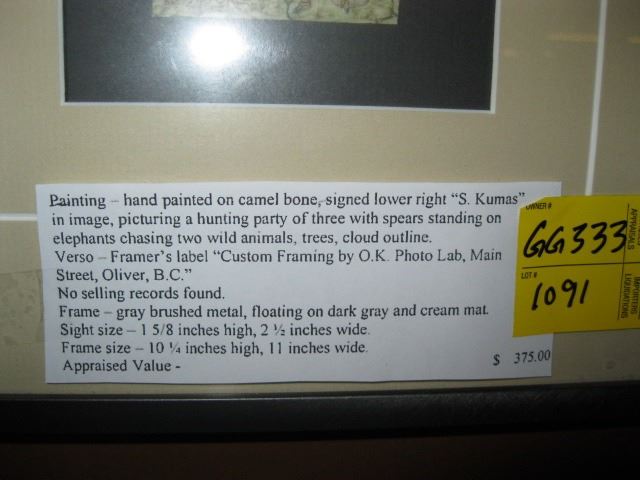 Painting – hand painted on camel bone, signed lower right "S. Kumas"
in image, picturing a hunting party of three with spears standing on
elephants chasing two wild animals, trees, cloud outline.
Verso – Framer's label "Custom Framing by O.K. Photo Lab, Main
Street, Oliver, B.C."
No selling records found.
Frame – gray brushed metal, floating on dark gray and cream mat.
Sight size – 1 5/8 inches high, 2 ½ inches wide.
Frame size – 10 ¼ inches high, 11 inches wide.
Appraised Value - $ 375.00
OWNER #
GG333
LOT #
1091
APPRAISALS
IMPORTERS
LIQUIDATIONS